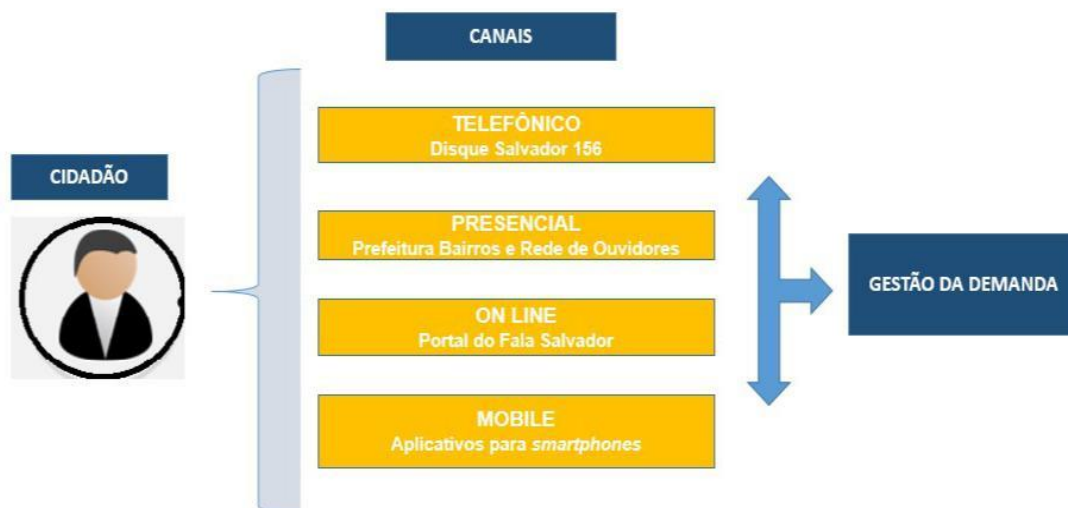 CANAIS
TELEFÔNICO
Disque Salvador 156
CIDADÃO
PRESENCIAL
Prefeitura Bairros e Rede de Ouvidores
GESTÃO DA DEMANDA
ON LINE
Portal do Fala Salvador
MOBILE
Aplicativos para smartphones